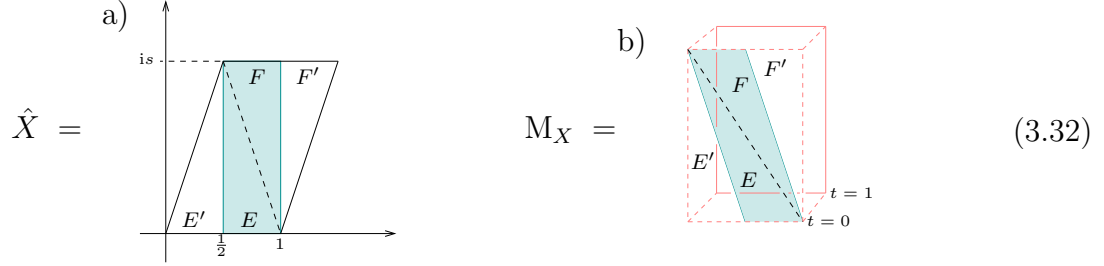 a)
b)
is
F F'
F F'
X̂ =
M_X =
(3.32)
E' E
E' E
t = 1
t = 0
1/2 1